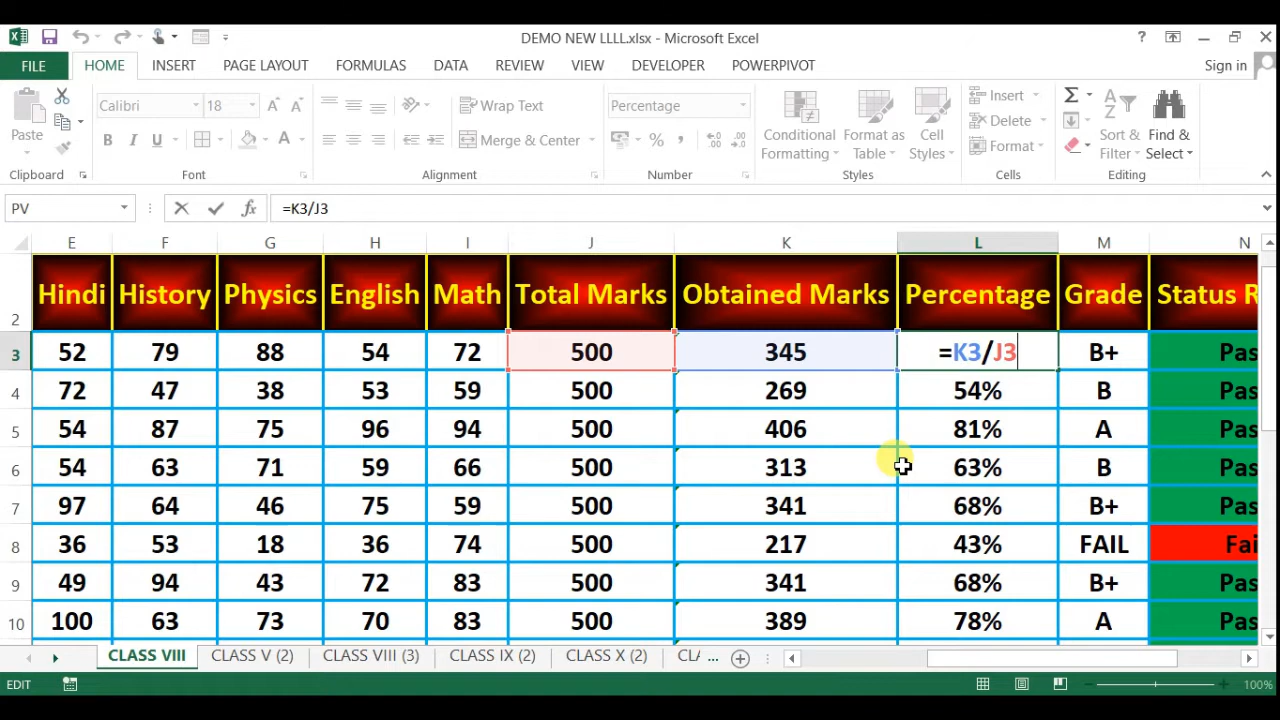 DEMO NEW LLLL.xlsx - Microsoft Excel
FILE HOME INSERT PAGE LAYOUT FORMULAS DATA REVIEW VIEW DEVELOPER POWERPIVOT Sign in
Calibri 18 Wrap Text Percentage Insert
Paste B I U Merge & Center % Conditional Formatting Format as Table Cell Styles Delete Format Sort & Filter Find & Select
Clipboard Font Alignment Number Styles Cells Editing
PV fx =K3/J3
E F G H I J K L M N
2 Hindi History Physics English Math Total Marks Obtained Marks Percentage Grade Status R
3 52 79 88 54 72 500 345 =K3/J3 B+ Pas
4 72 47 38 53 59 500 269 54% B Pas
5 54 87 75 96 94 500 406 81% A Pas
6 54 63 71 59 66 500 313 63% B Pas
7 97 64 46 75 59 500 341 68% B+ Pas
8 36 53 18 36 74 500 217 43% FAIL Fai
9 49 94 43 72 83 500 341 68% B+ Pas
10 100 63 73 70 83 500 389 78% A Pas
CLASS VIII CLASS V (2) CLASS VIII (3) CLASS IX (2) CLASS X (2) CLA ...
EDIT 100%